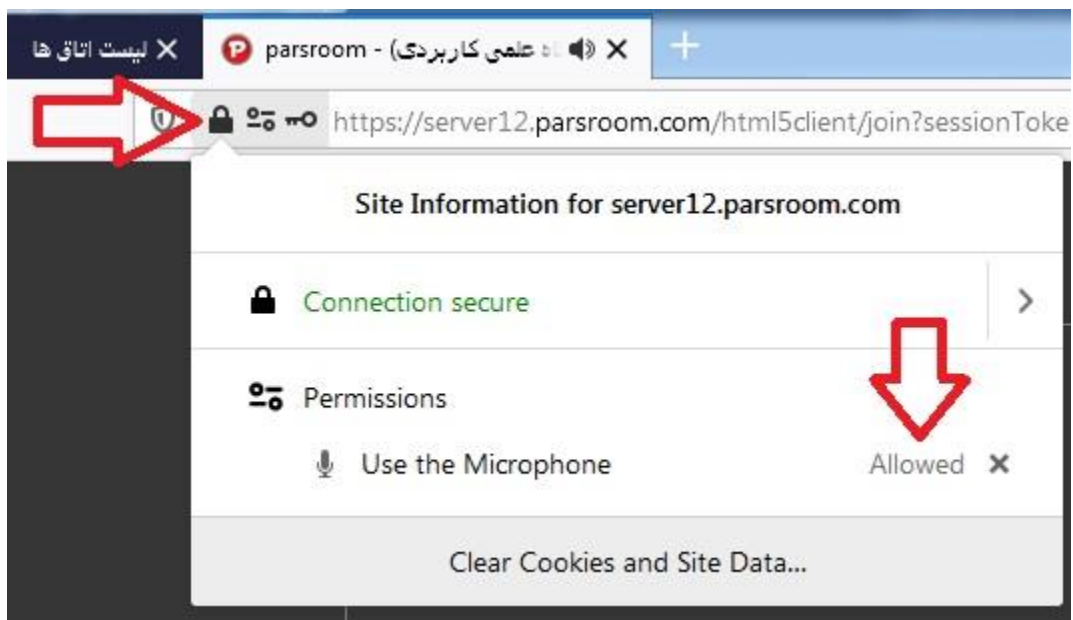 لیست اتاق ها
parsroom - (علمی کاربردی
https://server12.parsroom.com/html5client/join?sessionToke
Site Information for server12.parsroom.com
Connection secure
Permissions
Use the Microphone
Allowed
Clear Cookies and Site Data...